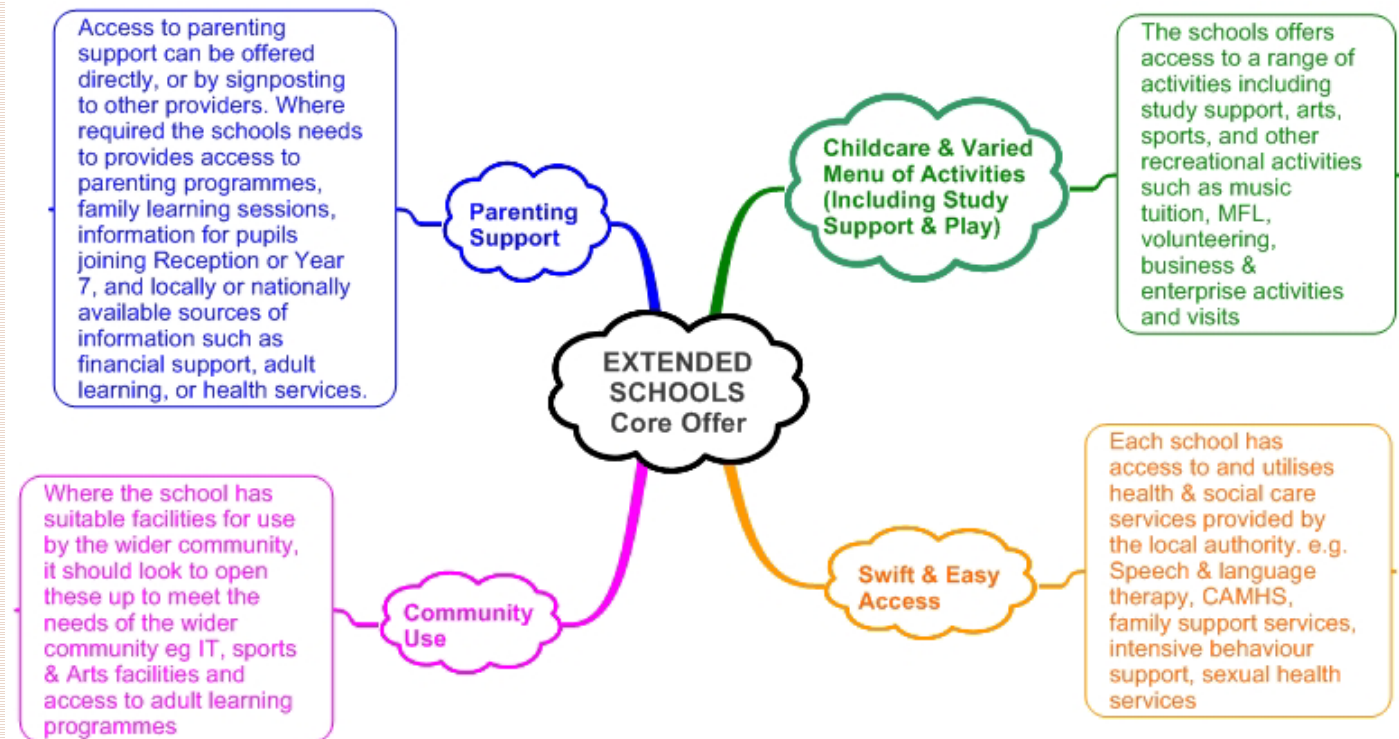 Access to parenting
support can be offered
directly, or by signposting
to other providers. Where
required the schools needs
to provides access to
parenting programmes,
family learning sessions,
information for pupils
joining Reception or Year
7, and locally or nationally
available sources of
information such as
financial support, adult
learning, or health services.
Parenting
Support
Childcare & Varied
Menu of Activities
(Including Study
Support & Play)
The schools offers
access to a range of
activities including
study support, arts,
sports, and other
recreational activities
such as music
tuition, MFL,
volunteering,
business &
enterprise activities
and visits
EXTENDED
SCHOOLS
Core Offer
Where the school has
suitable facilities for use
by the wider community,
it should look to open
these up to meet the
needs of the wider
community eg IT, sports
& Arts facilities and
access to adult learning
programmes
Community
Use
Swift & Easy
Access
Each school has
access to and utilises
health & social care
services provided by
the local authority. e.g.
Speech & language
therapy, CAMHS,
family support services,
intensive behaviour
support, sexual health
services